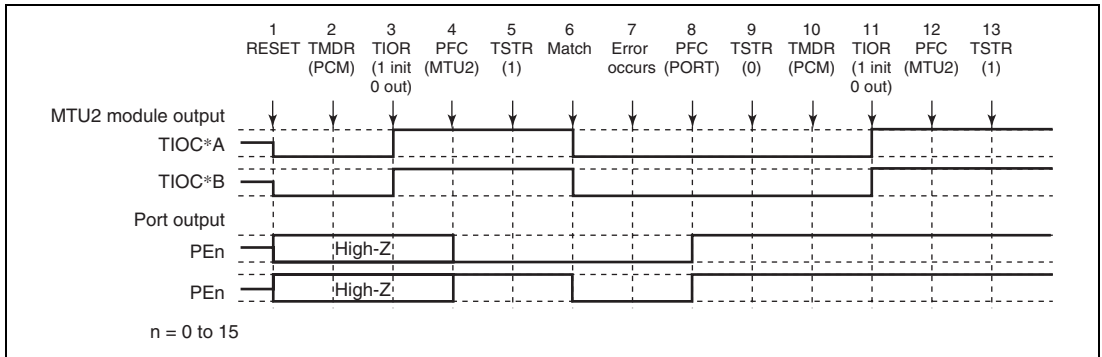 1 2 3 4 5 6 7 8 9 10 11 12 13
RESET TMDR TIOR PFC TSTR Match Error PFC TSTR TMDR TIOR PFC TSTR
(PCM) (1 init (MTU2) (1) occurs (PORT) (0) (PCM) (1 init (MTU2) (1)
0 out) 0 out)
MTU2 module output
TIOC*A
TIOC*B
Port output
PEn High-Z
PEn High-Z
n = 0 to 15